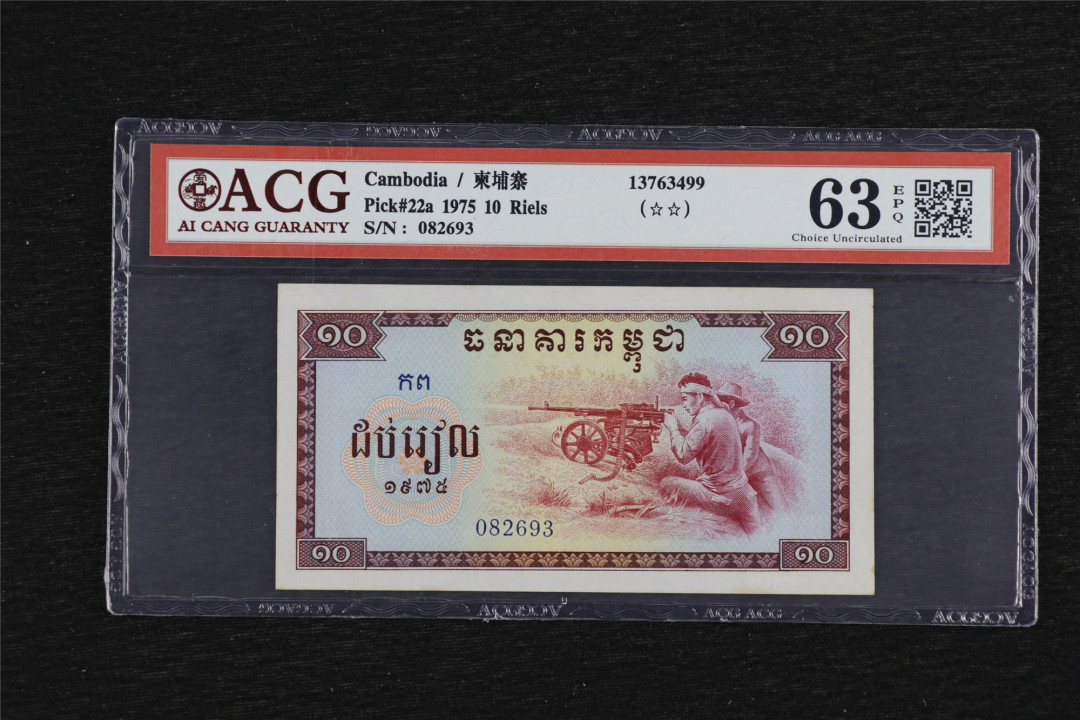 ACG
AI CANG GUARANTY
Cambodia / 柬埔寨
Pick#22a 1975 10 Riels
S/N: 082693
13763499
(☆☆)
63
EPQ
Choice Uncirculated
១០
ធនាគារកម្ពុជា
១០
កព
ដប់រៀល
១៩៧៥
082693
១០
១០